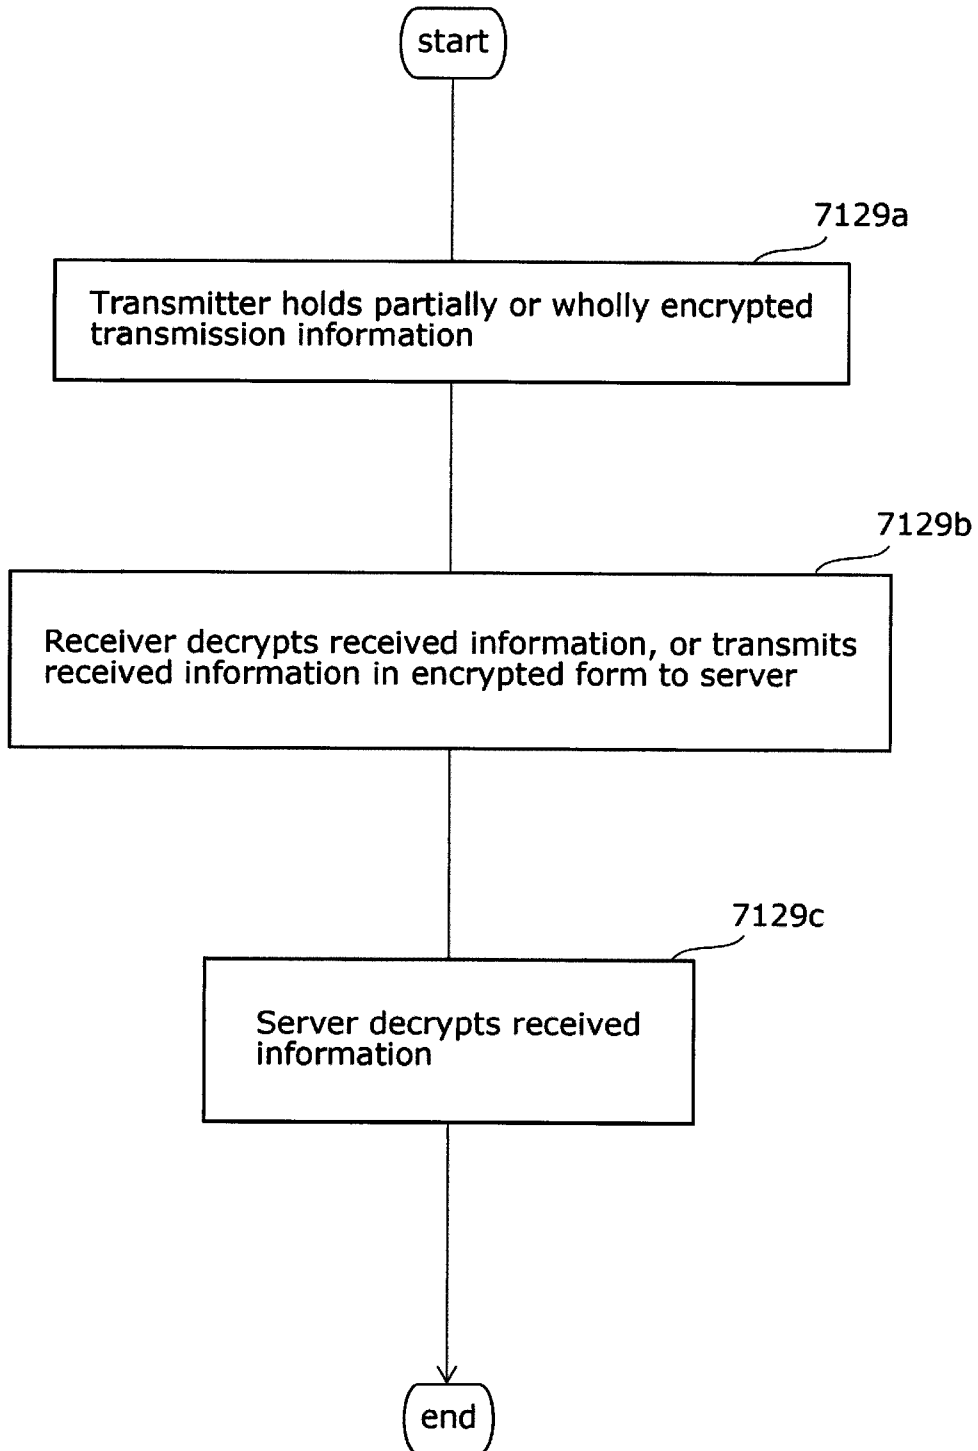 start
7129a
Transmitter holds partially or wholly encrypted
transmission information
7129b
Receiver decrypts received information, or transmits
received information in encrypted form to server
7129c
Server decrypts received
information
end